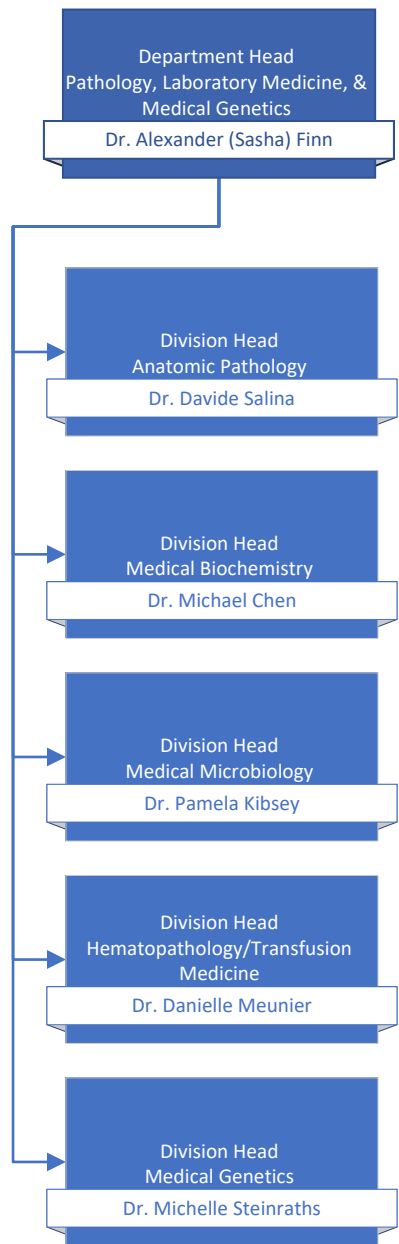 Department Head
Pathology, Laboratory Medicine, &
Medical Genetics
Dr. Alexander (Sasha) Finn
Division Head
Anatomic Pathology
Dr. Davide Salina
Division Head
Medical Biochemistry
Dr. Michael Chen
Division Head
Medical Microbiology
Dr. Pamela Kibsey
Division Head
Hematopathology/Transfusion
Medicine
Dr. Danielle Meunier
Division Head
Medical Genetics
Dr. Michelle Steinraths